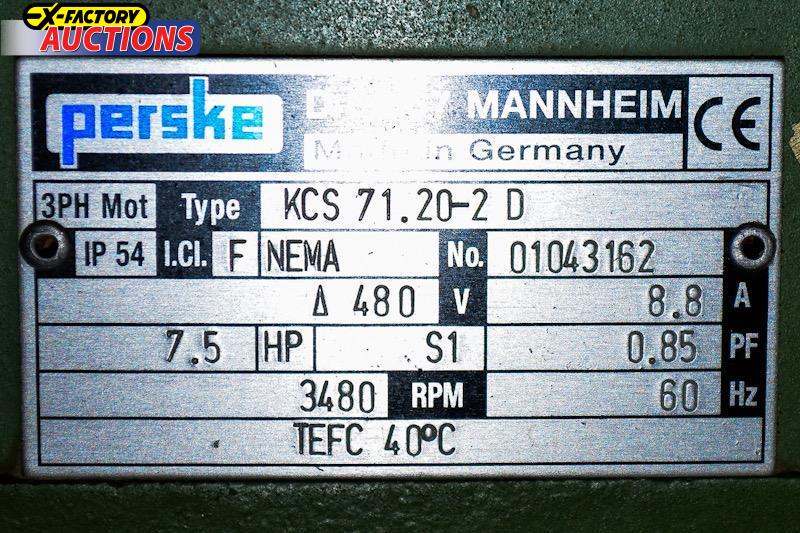 X-FACTORY
AUCTIONS
perske
MANNHEIM
in Germany
CE
3PH Mot Type KCS 71.20-2 D
IP 54 I.Cl. F NEMA No. 01043162
Δ 480 V 8.8 A
7.5 HP S1 0.85 PF
3480 RPM 60 Hz
TEFC 40°C